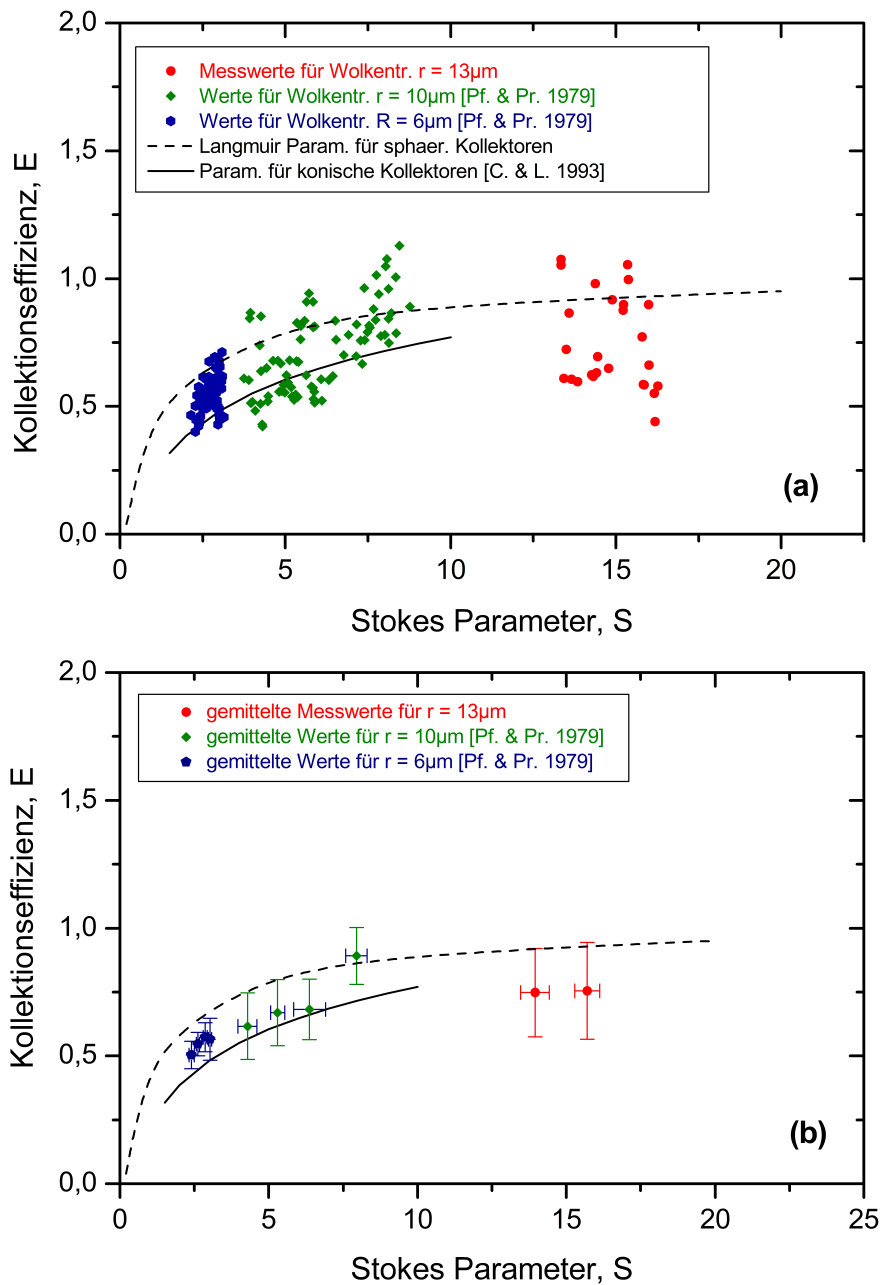 2,0
1,5
1,0
0,5
0,0
Kollektionseffizienz, E
Messwerte für Wolkentr. r = 13µm
Werte für Wolkentr. r = 10µm [Pf. & Pr. 1979]
Werte für Wolkentr. R = 6µm [Pf. & Pr. 1979]
Langmuir Param. für sphaer. Kollektoren
Param. für konische Kollektoren [C. & L. 1993]
(a)
0 5 10 15 20
Stokes Parameter, S
2,0
1,5
1,0
0,5
0,0
Kollektionseffizienz, E
gemittelte Messwerte für r = 13µm
gemittelte Werte für r = 10µm [Pf. & Pr. 1979]
gemittelte Werte für r = 6µm [Pf. & Pr. 1979]
(b)
0 5 10 15 20 25
Stokes Parameter, S